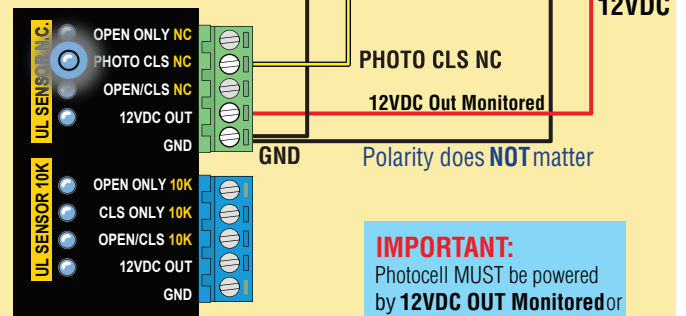 12VDC
UL SENSOR N.C.
OPEN ONLY NC
PHOTO CLS NC
OPEN/CLS NC
12VDC OUT
GND
PHOTO CLS NC
12VDC Out Monitored
GND
Polarity does NOT matter
UL SENSOR 10K
OPEN ONLY 10K
CLS ONLY 10K
OPEN/CLS 10K
12VDC OUT
GND
IMPORTANT:
Photocell MUST be powered
by 12VDC OUT Monitored or